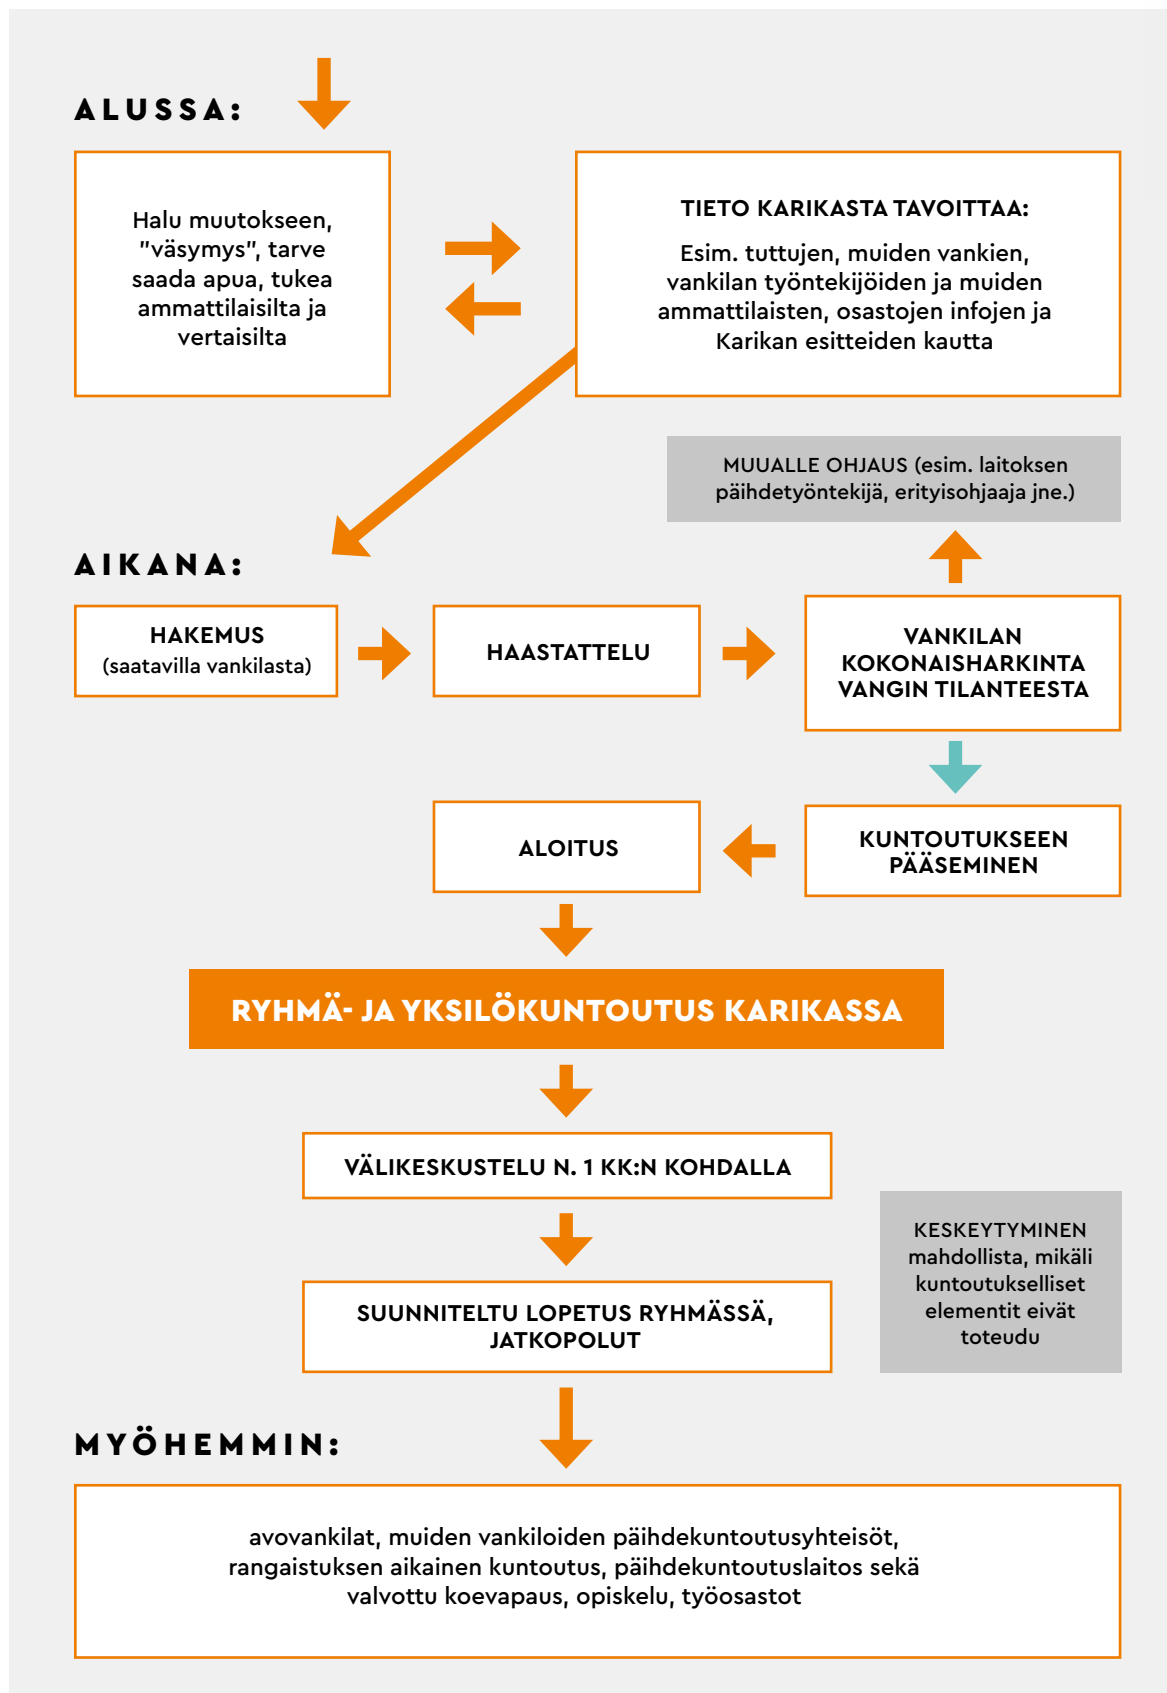 ALUSSA:
Halu muutokseen,
"väsymys", tarve
saada apua, tukea
ammattilaisilta ja
vertaisilta
TIETO KARIKASTA TAVOITTAA:
Esim. tuttujen, muiden vankien,
vankilan työntekijöiden ja muiden
ammattilaisten, osastojen infojen ja
Karikan esitteiden kautta
MUUALLE OHJAUS (esim. laitoksen
päihdetyöntekijä, erityisohjaaja jne.)
AIKANA:
HAKEMUS
(saatavilla vankilasta)
HAASTATTELU
VANKILAN
KOKONAISHARKINTA
VANGIN TILANTEESTA
KUNTOUTUKSEEN
PÄÄSEMINEN
ALOITUS
RYHMÄ- JA YKSILÖKUNTOUTUS KARIKASSA
VÄLIKESKUSTELU N. 1 KK:N KOHDALLA
SUUNNITELTU LOPETUS RYHMÄSSÄ,
JATKOPOLUT
KESKEYTYMINEN
mahdollista, mikäli
kuntoutukselliset
elementit eivät
toteudu
MYÖHEMMIN:
avovankilat, muiden vankiloiden päihdekuntoutusyhteisöt,
rangaistuksen aikainen kuntoutus, päihdekuntoutuslaitos sekä
valvottu koevapaus, opiskelu, työosastot